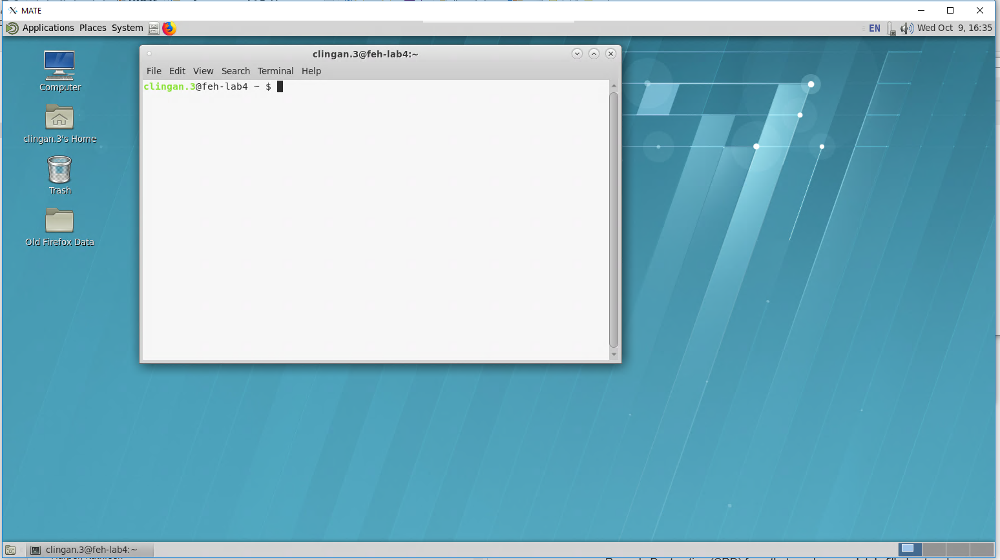 MATE
Applications Places System
EN Wed Oct 9, 16:35
Computer
clingan.3's Home
Trash
Old Firefox Data
clingan.3@feh-lab4:~
File Edit View Search Terminal Help
clingan.3@feh-lab4 ~ $
clingan.3@feh-lab4:~